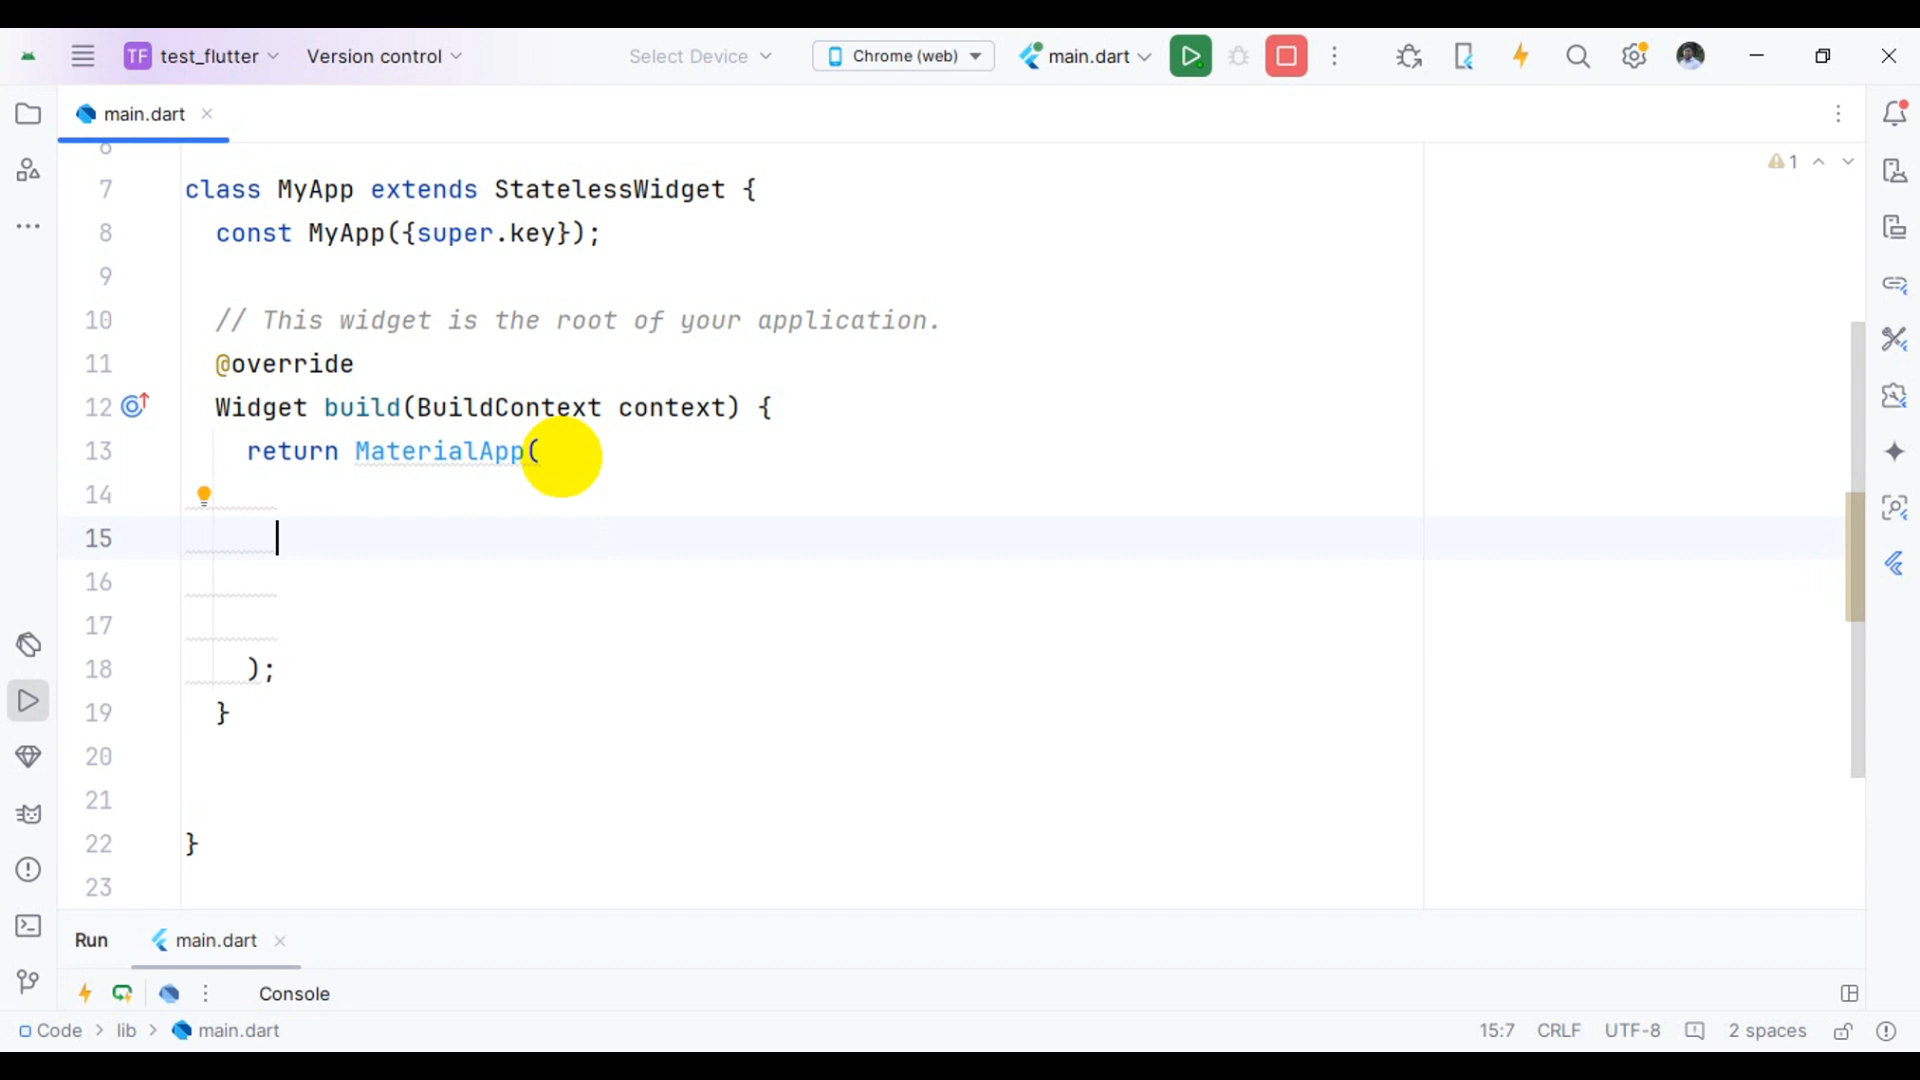 TF test_flutter Version control Select Device Chrome (web) main.dart
main.dart
6
1
7 class MyApp extends StatelessWidget {
8 const MyApp({super.key});
9
10 // This widget is the root of your application.
11 @override
12 Widget build(BuildContext context) {
13 return MaterialApp(
14
15
16
17
18 );
19 }
20
21
22 }
23
Run main.dart
Console
Code > lib > main.dart 15:7 CRLF UTF-8 2 spaces